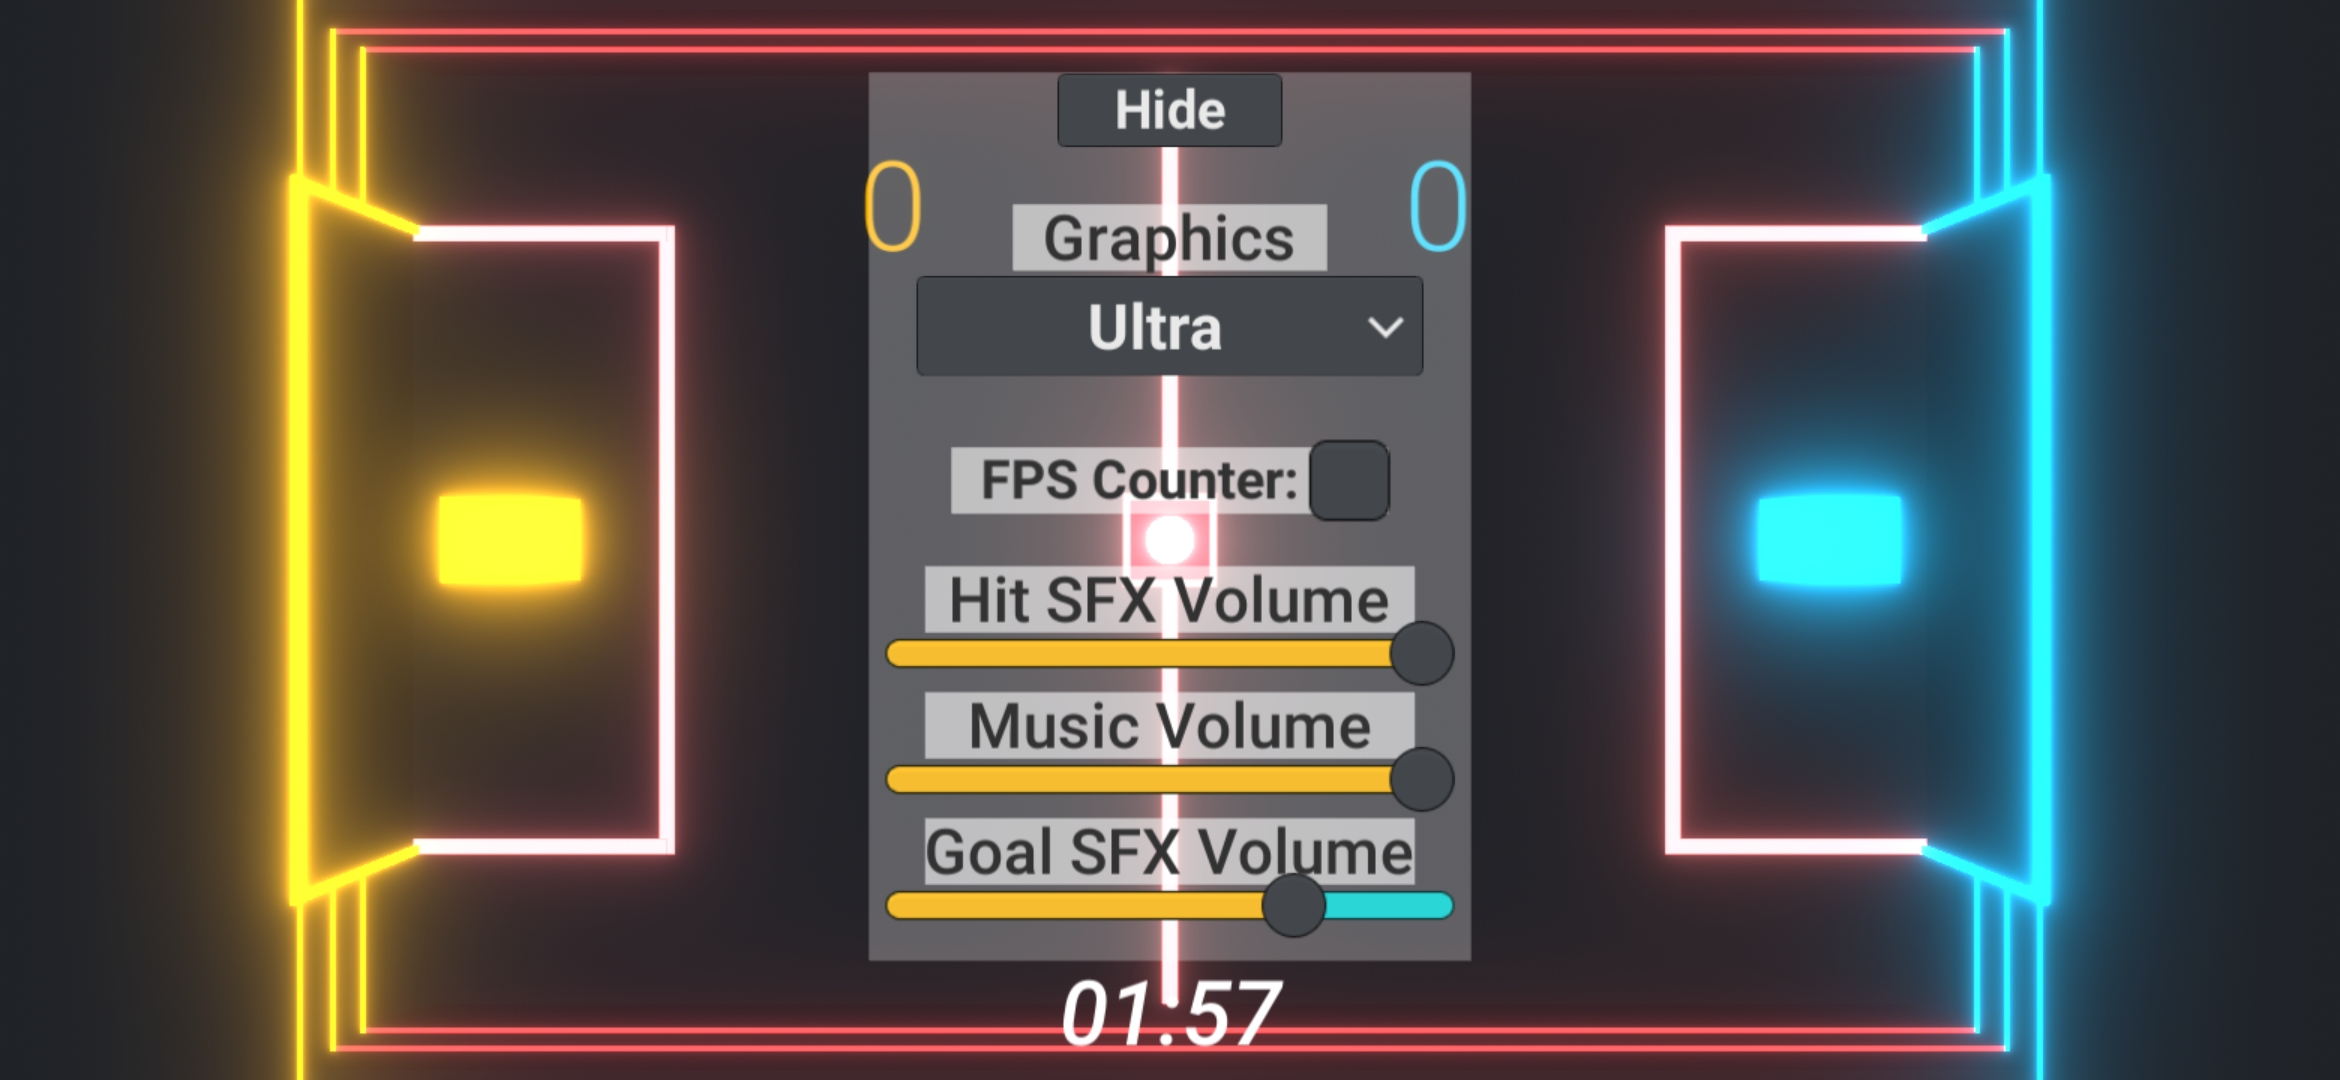 Hide
0
0
Graphics
Ultra
FPS Counter:
Hit SFX Volume
Music Volume
Goal SFX Volume
01:57